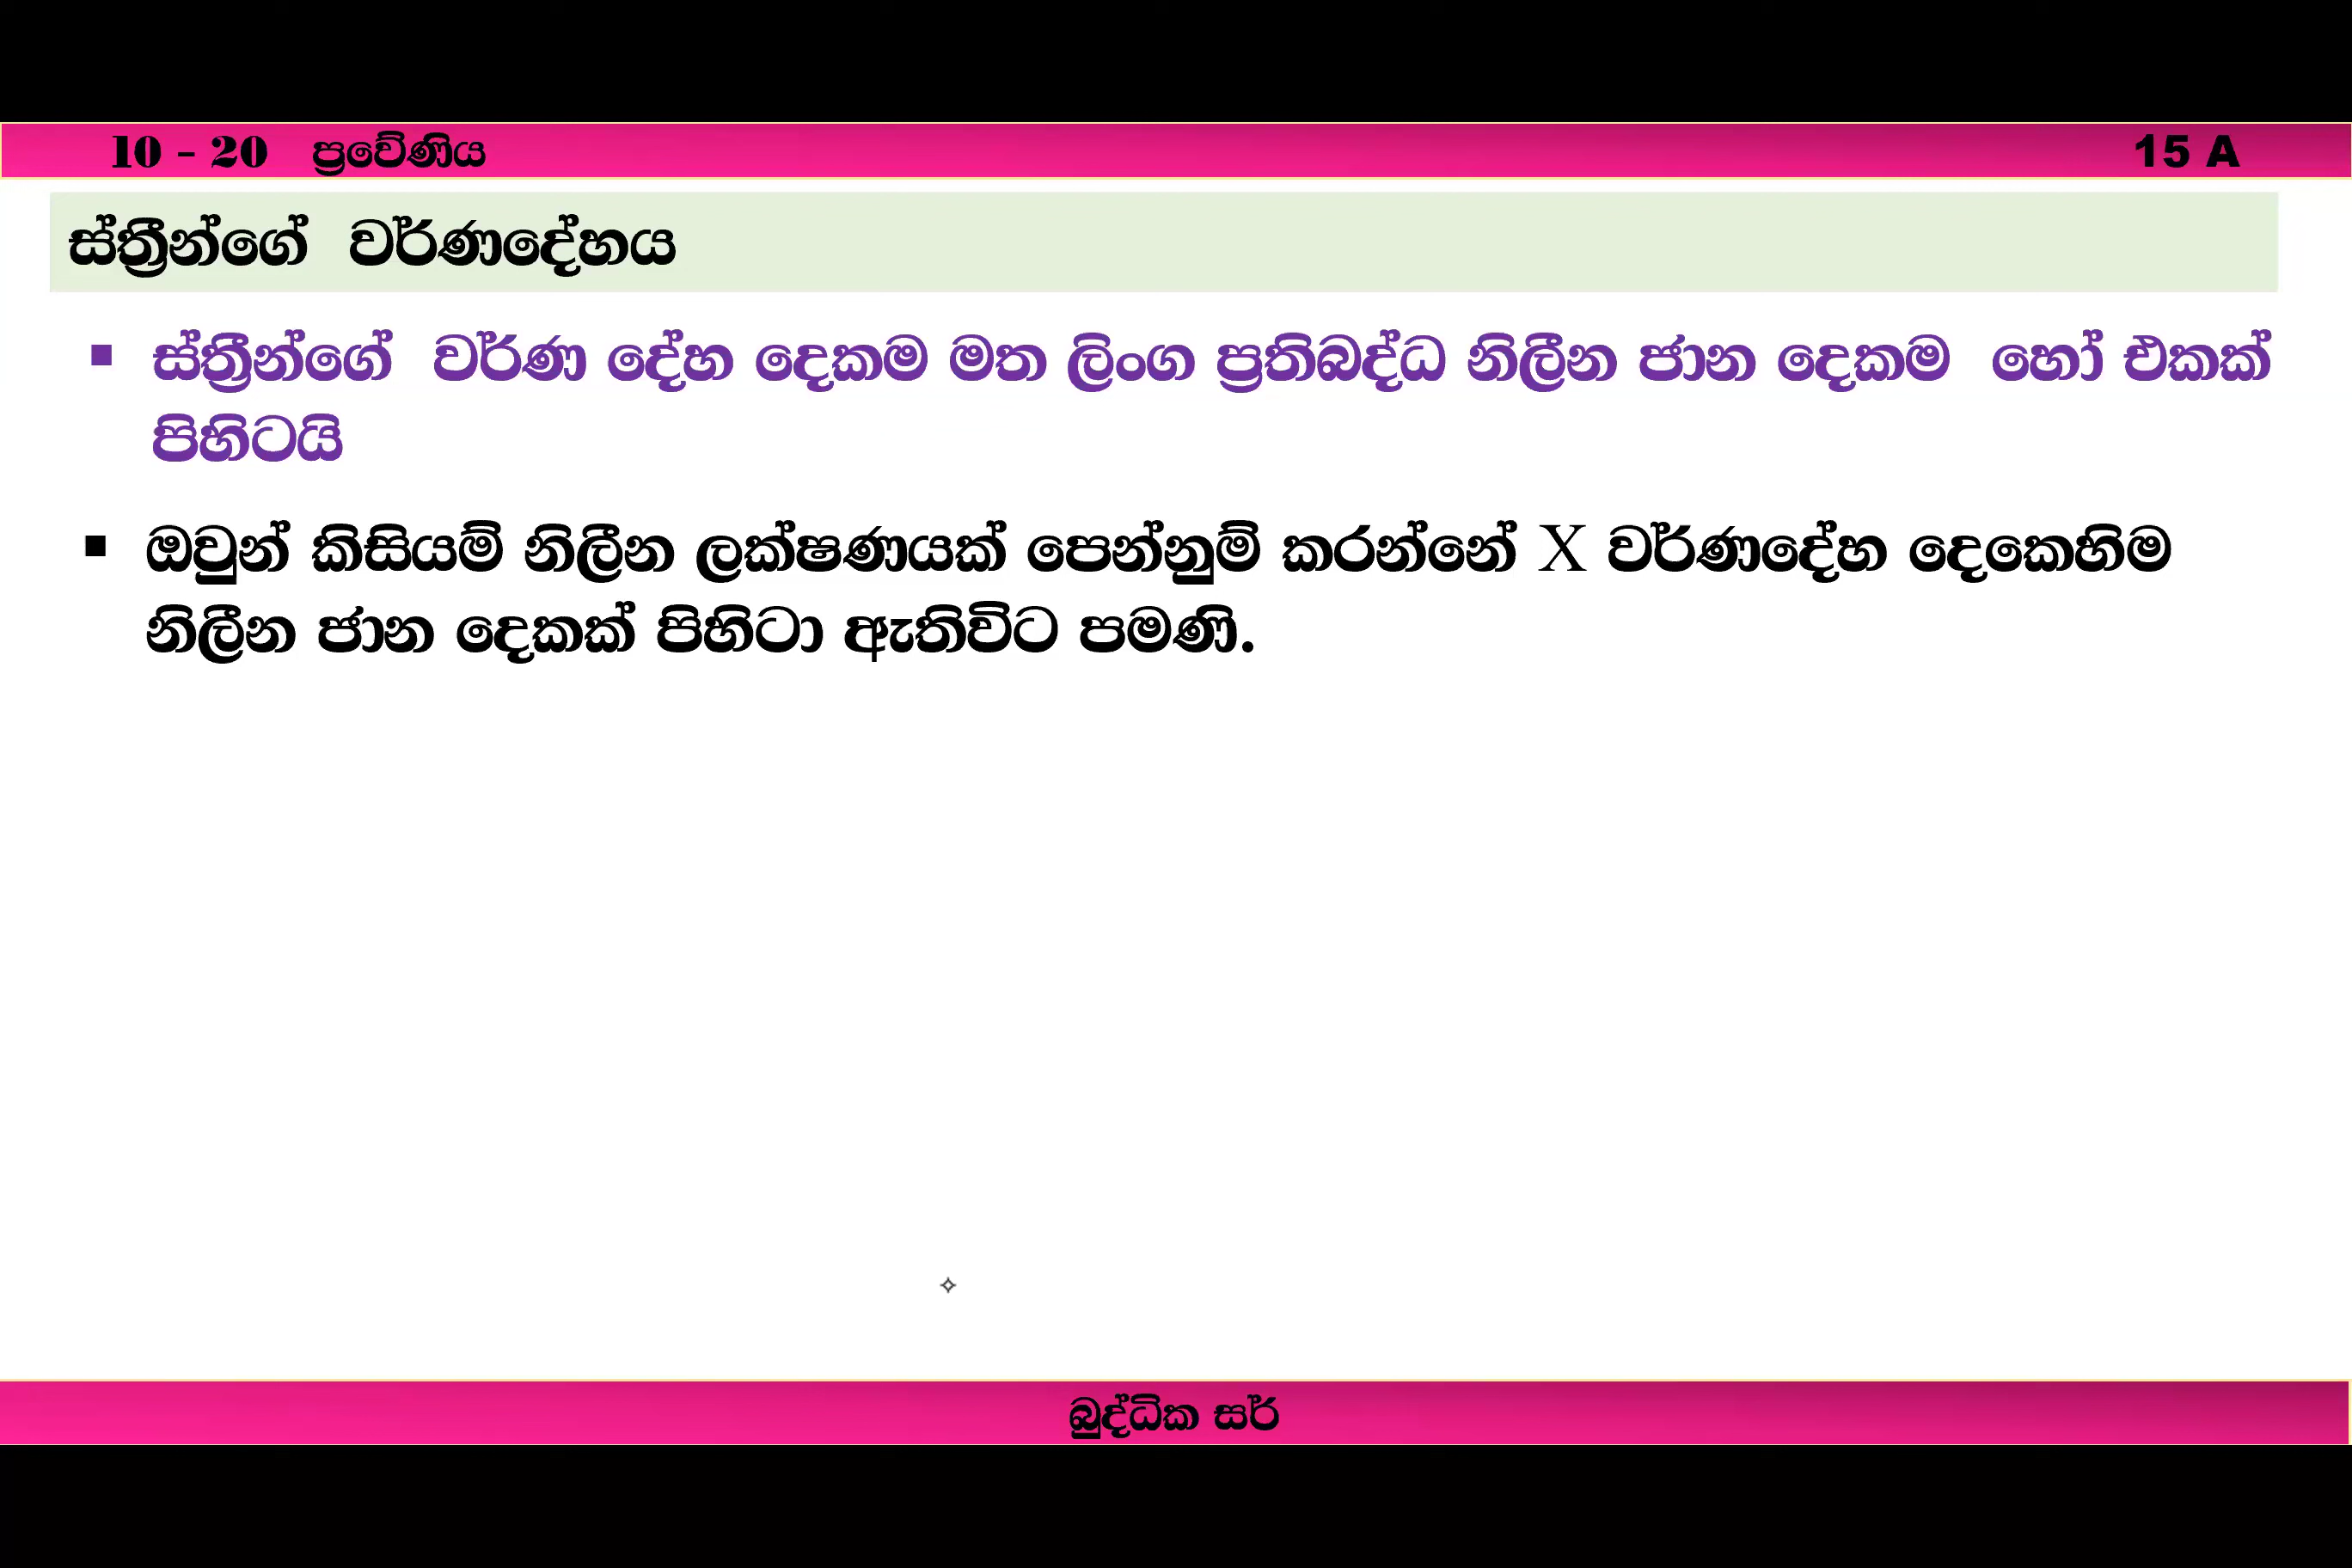 10 - 20 ප්‍රවේණිය 15 A
ස්ත්‍රීන්ගේ වර්ණදේහය
▪ ස්ත්‍රීන්ගේ වර්ණ දේහ දෙකම මත ලිංග ප්‍රතිබද්ධ නිලීන ජාන දෙකම හෝ එකක්
පිහිටයි
▪ ඔවුන් කිසියම් නිලීන ලක්ෂණයක් පෙන්නුම් කරන්නේ X වර්ණදේහ දෙකෙහිම
නිලීන ජාන දෙකක් පිහිටා ඇතිවිට පමණි.
බුද්ධික සර්